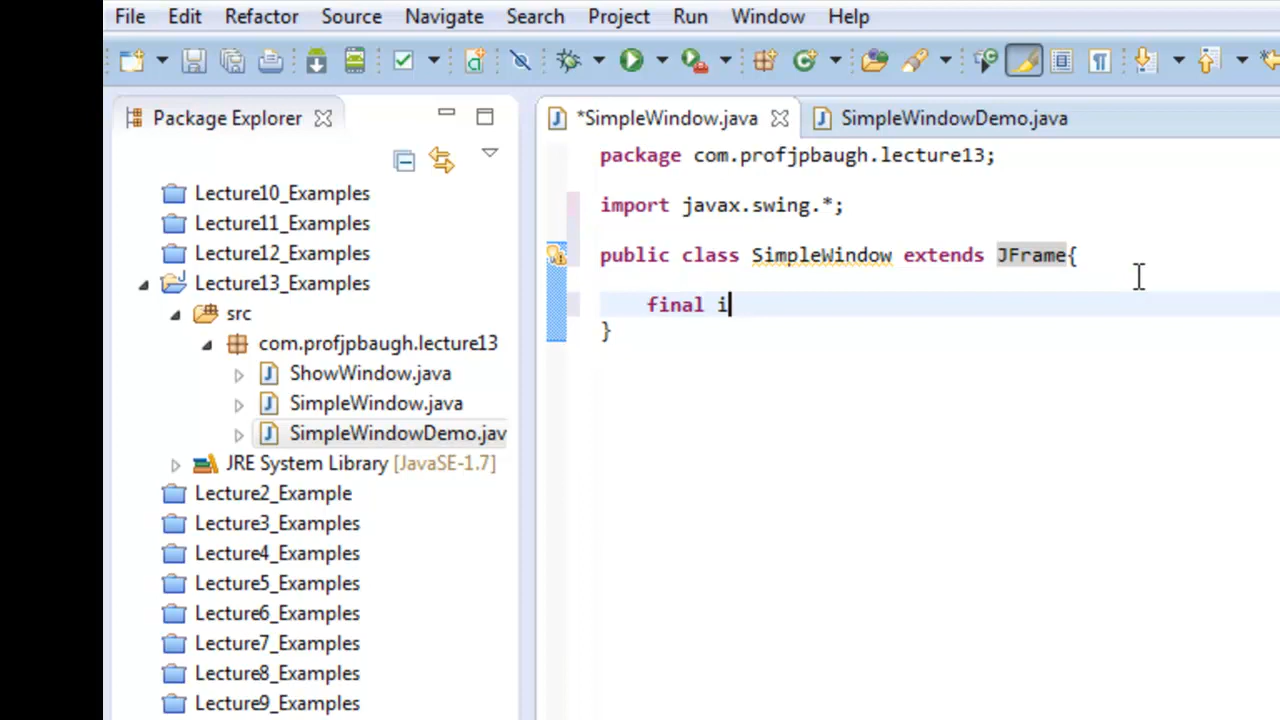 File Edit Refactor Source Navigate Search Project Run Window Help
Package Explorer
*SimpleWindow.java SimpleWindowDemo.java
Lecture10_Examples
Lecture11_Examples
Lecture12_Examples
Lecture13_Examples
src
com.profjpbaugh.lecture13
ShowWindow.java
SimpleWindow.java
SimpleWindowDemo.jav
JRE System Library [JavaSE-1.7]
Lecture2_Example
Lecture3_Examples
Lecture4_Examples
Lecture5_Examples
Lecture6_Examples
Lecture7_Examples
Lecture8_Examples
Lecture9_Examples
package com.profjpbaugh.lecture13;
import javax.swing.*;
public class SimpleWindow extends JFrame{
final i
}